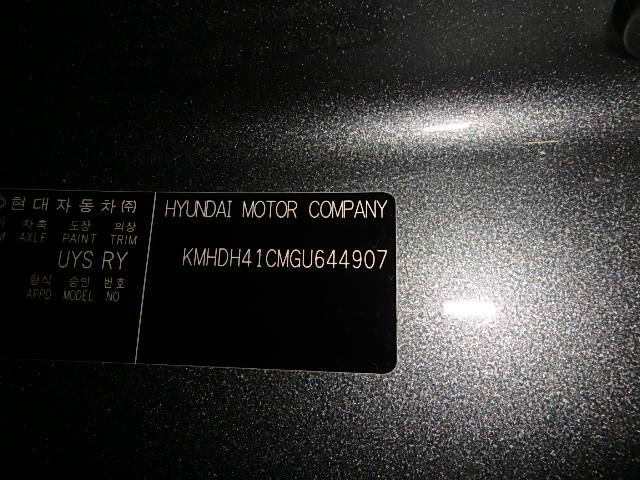 현대자동차㈜
차축 도장 의장
AXLE PAINT TRIM
UYS RY
형식 승인 번호
APPD MODEL NO
HYUNDAI MOTOR COMPANY
KMHDH41CMGU644907